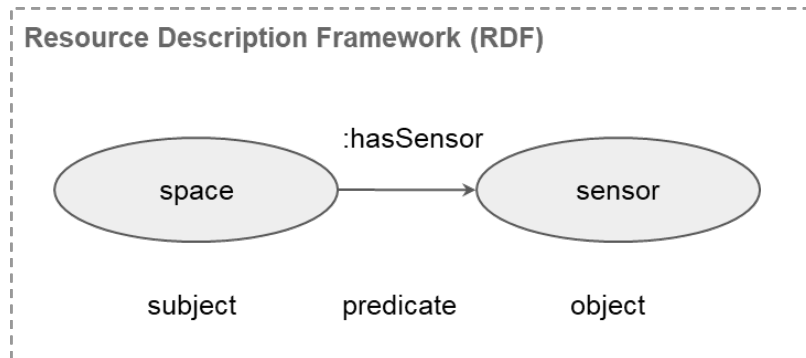 Resource Description Framework (RDF)
:hasSensor
space
sensor
subject
predicate
object